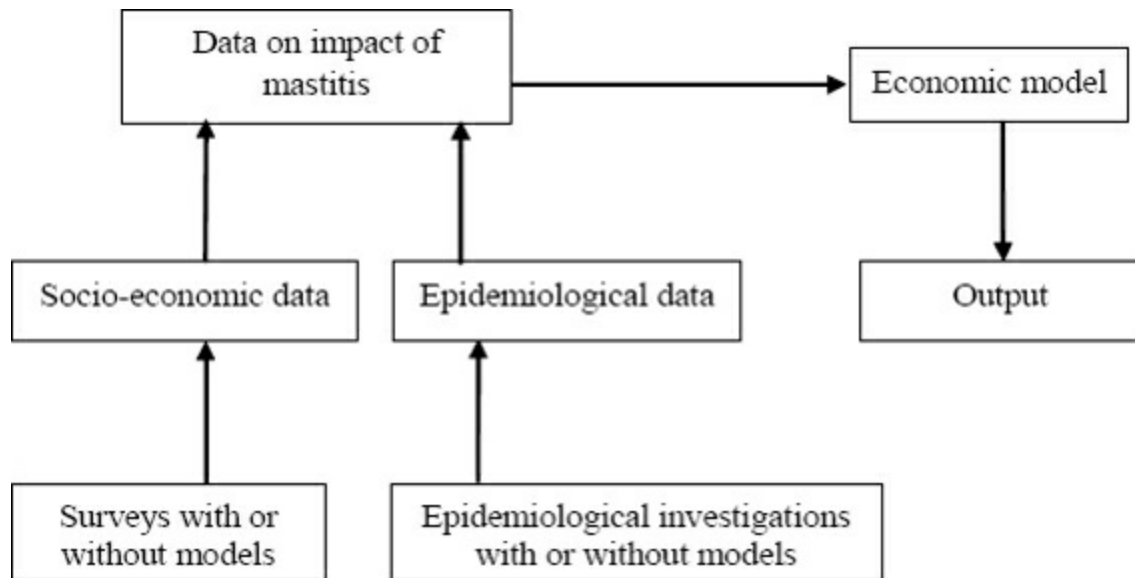 Data on impact of
mastitis
Economic model
Socio-economic data
Epidemiological data
Output
Surveys with or
without models
Epidemiological investigations
with or without models